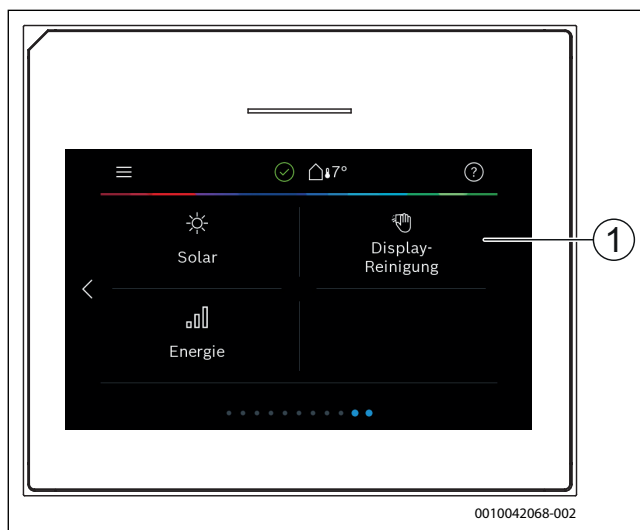 7°
?
Solar
Display-
Reinigung
1
Energie
0010042068-002